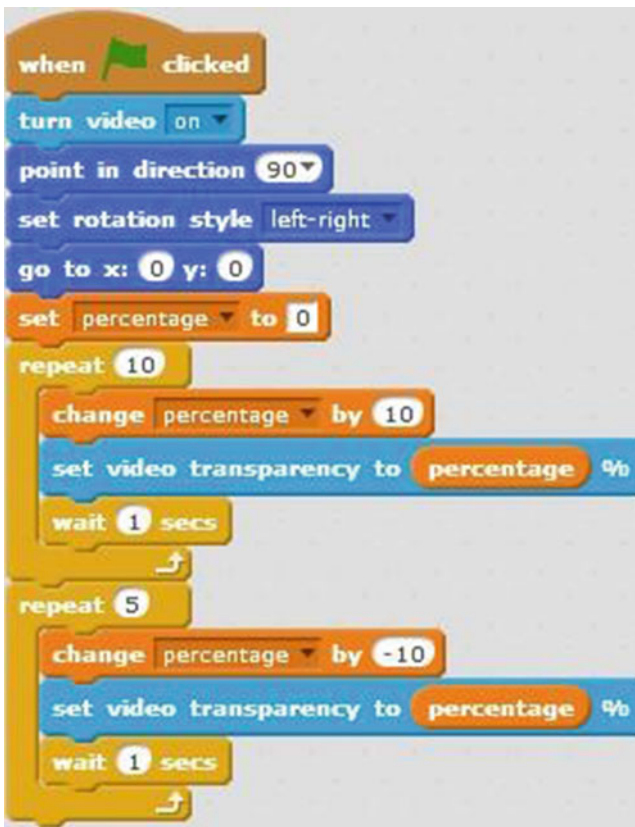 when clicked
turn video on
point in direction 90
set rotation style left-right
go to x: 0 y: 0
set percentage to 0
repeat 10
change percentage by 10
set video transparency to percentage %
wait 1 secs
repeat 5
change percentage by -10
set video transparency to percentage %
wait 1 secs